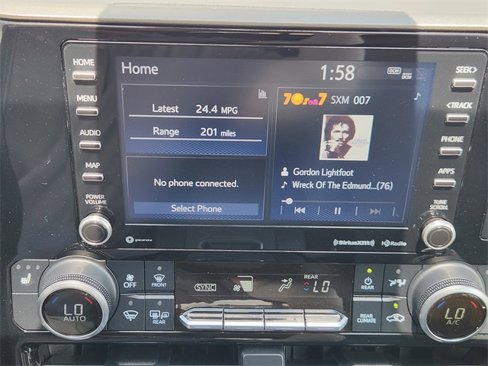 HOME
MENU
AUDIO
MAP
POWER
VOLUME
Home
1:58
Latest 24.4 MPG
Range 201 miles
No phone connected.
Select Phone
70s on 7 SXM 007
Gordon Lightfoot
Wreck Of The Edmund...(76)
SEEK>
<TRACK
PHONE
APPS
TUNE
SCROLL
gracenote
((SiriusXM))
HD Radio
LO
AUTO
OFF
FRONT
REAR
SYNC
REAR
LO
REAR
REAR
CLIMATE
LO
A/C